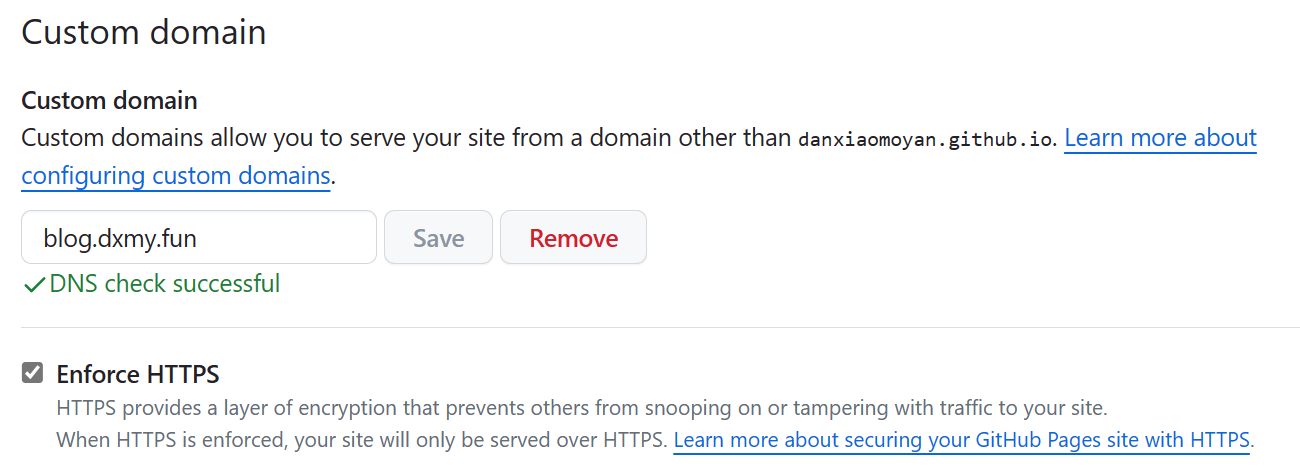 Custom domain
Custom domain
Custom domains allow you to serve your site from a domain other than danxiaomoyan.github.io. Learn more about
configuring custom domains.
blog.dxmy.fun Save Remove
DNS check successful
Enforce HTTPS
HTTPS provides a layer of encryption that prevents others from snooping on or tampering with traffic to your site.
When HTTPS is enforced, your site will only be served over HTTPS. Learn more about securing your GitHub Pages site with HTTPS.